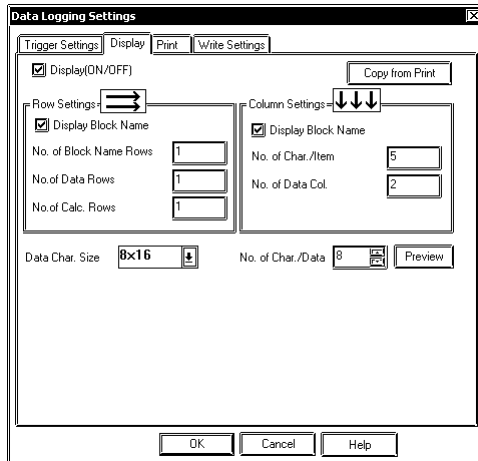 Data Logging Settings
Trigger Settings Display Print Write Settings
Display(ON/OFF)
Copy from Print
Row Settings
Column Settings
Display Block Name
Display Block Name
No. of Block Name Rows 1
No. of Char./Item 5
No.of Data Rows 1
No. of Data Col. 2
No.of Calc. Rows 1
Data Char. Size 8×16 No. of Char./Data 8 Preview
OK Cancel Help